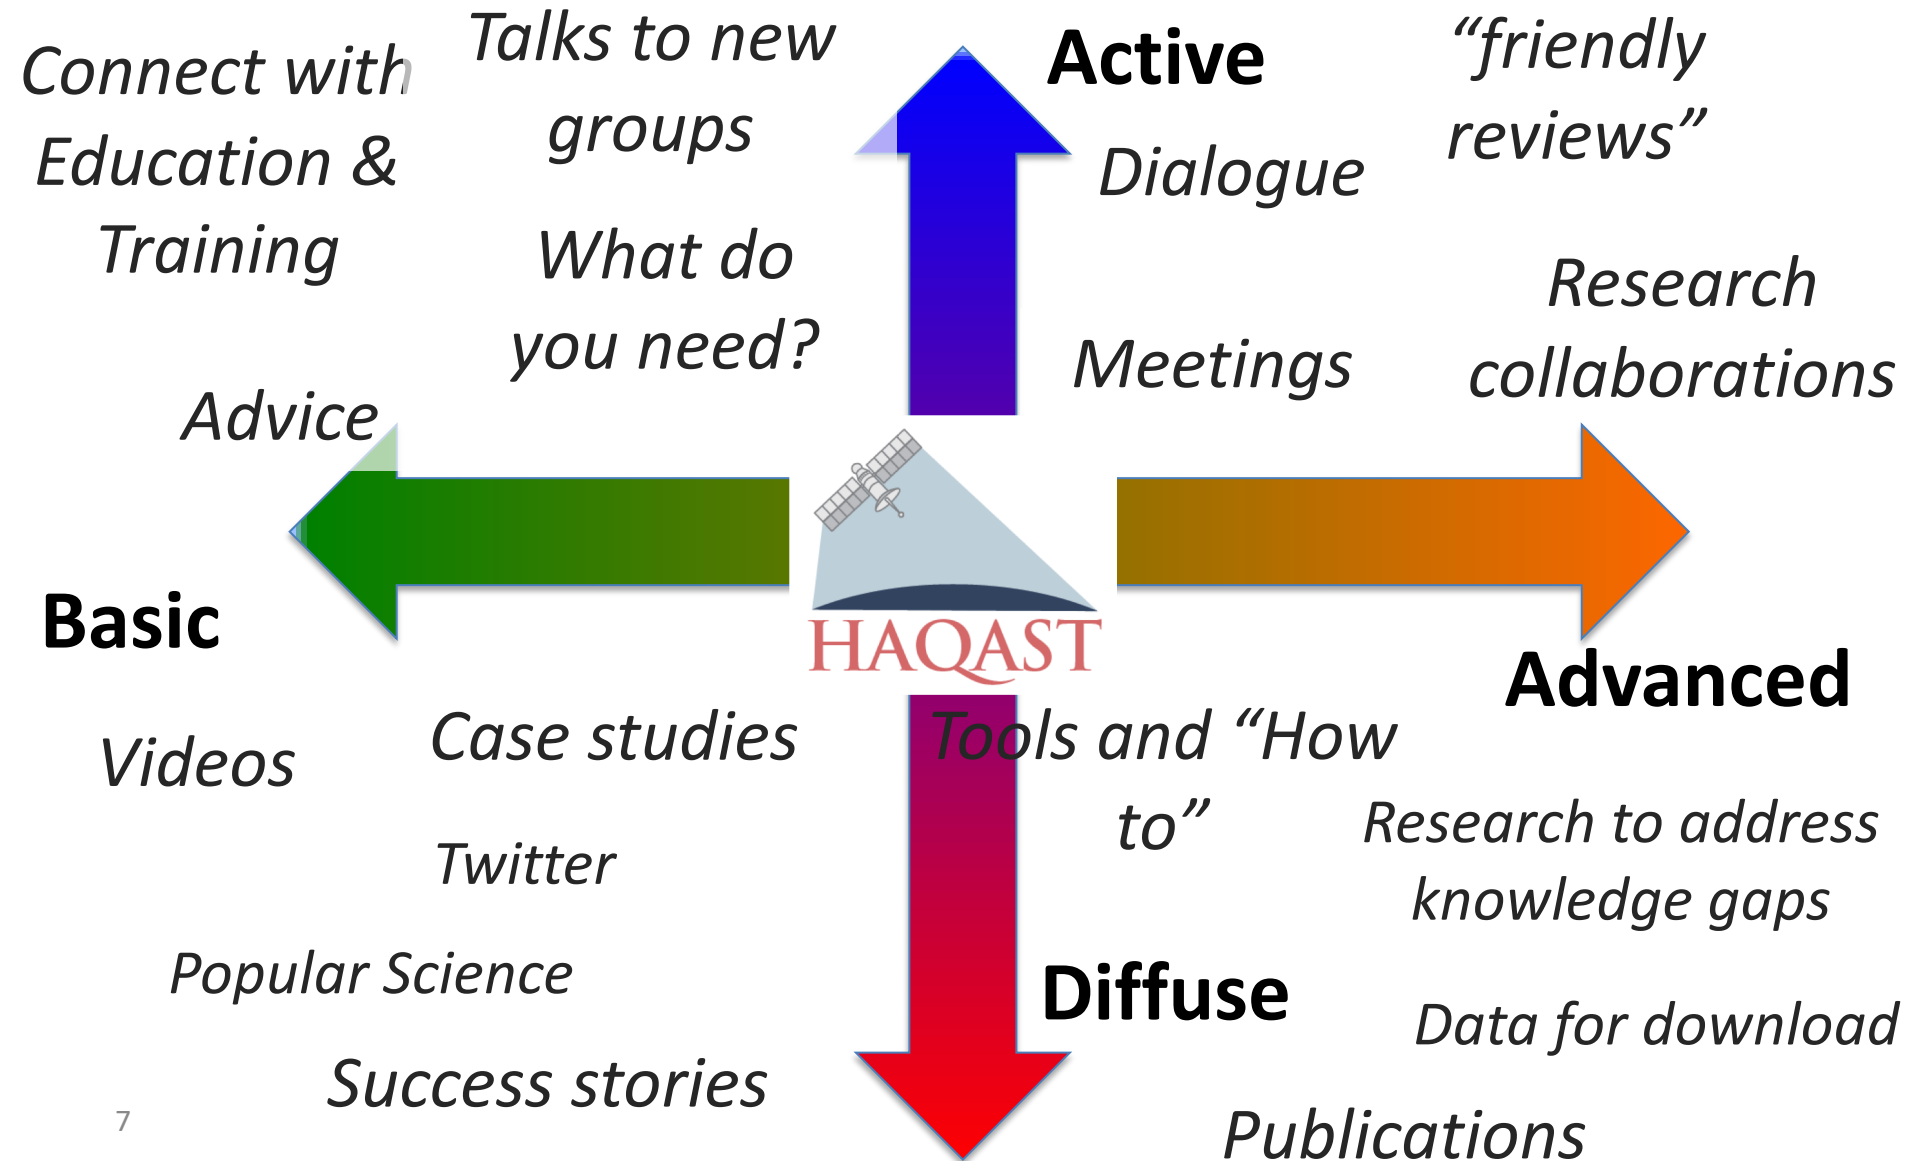 Connect with
Education &
Training
Talks to new
groups
What do
you need?
Advice
Active
Dialogue
“friendly
reviews”
Meetings
Research
collaborations
Basic
HAQAST
Advanced
Videos
Case studies
Twitter
Popular Science
Success stories
Tools and “How
to”
Research to address
knowledge gaps
Diffuse
Data for download
Publications
7